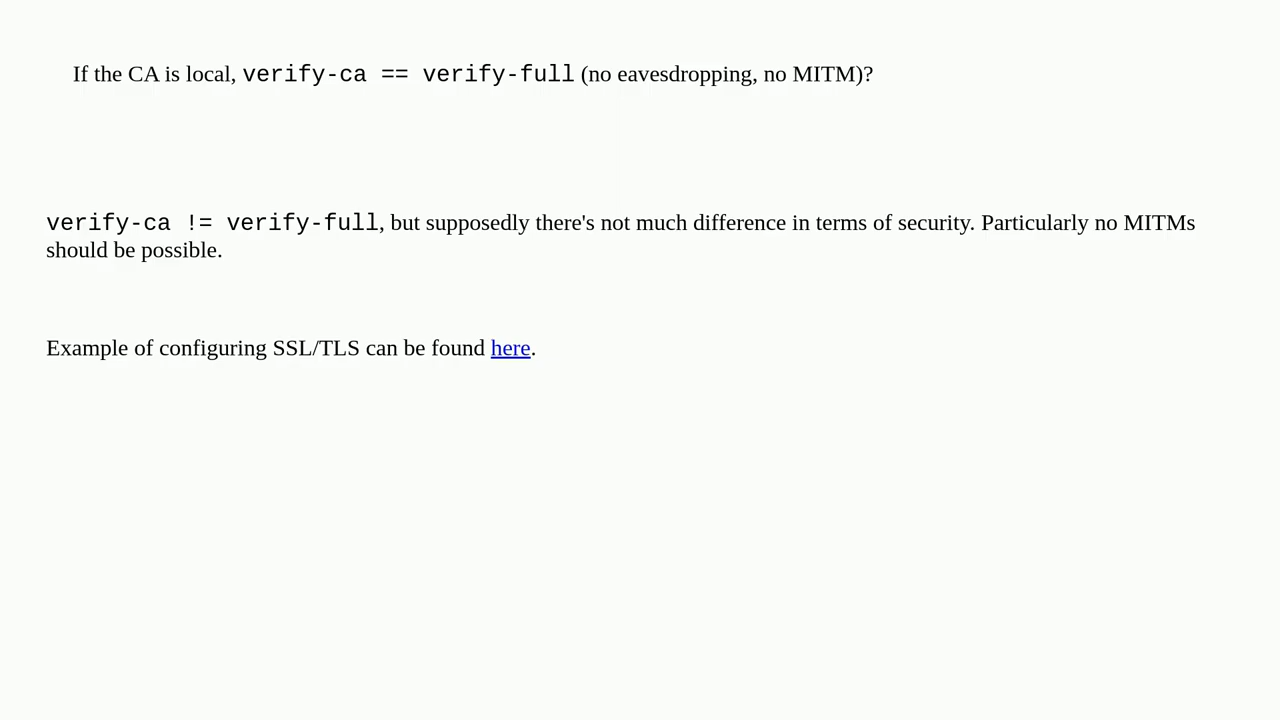 If the CA is local, verify-ca == verify-full (no eavesdropping, no MITM)?
verify-ca != verify-full, but supposedly there's not much difference in terms of security. Particularly no MITMs
should be possible.
Example of configuring SSL/TLS can be found here.